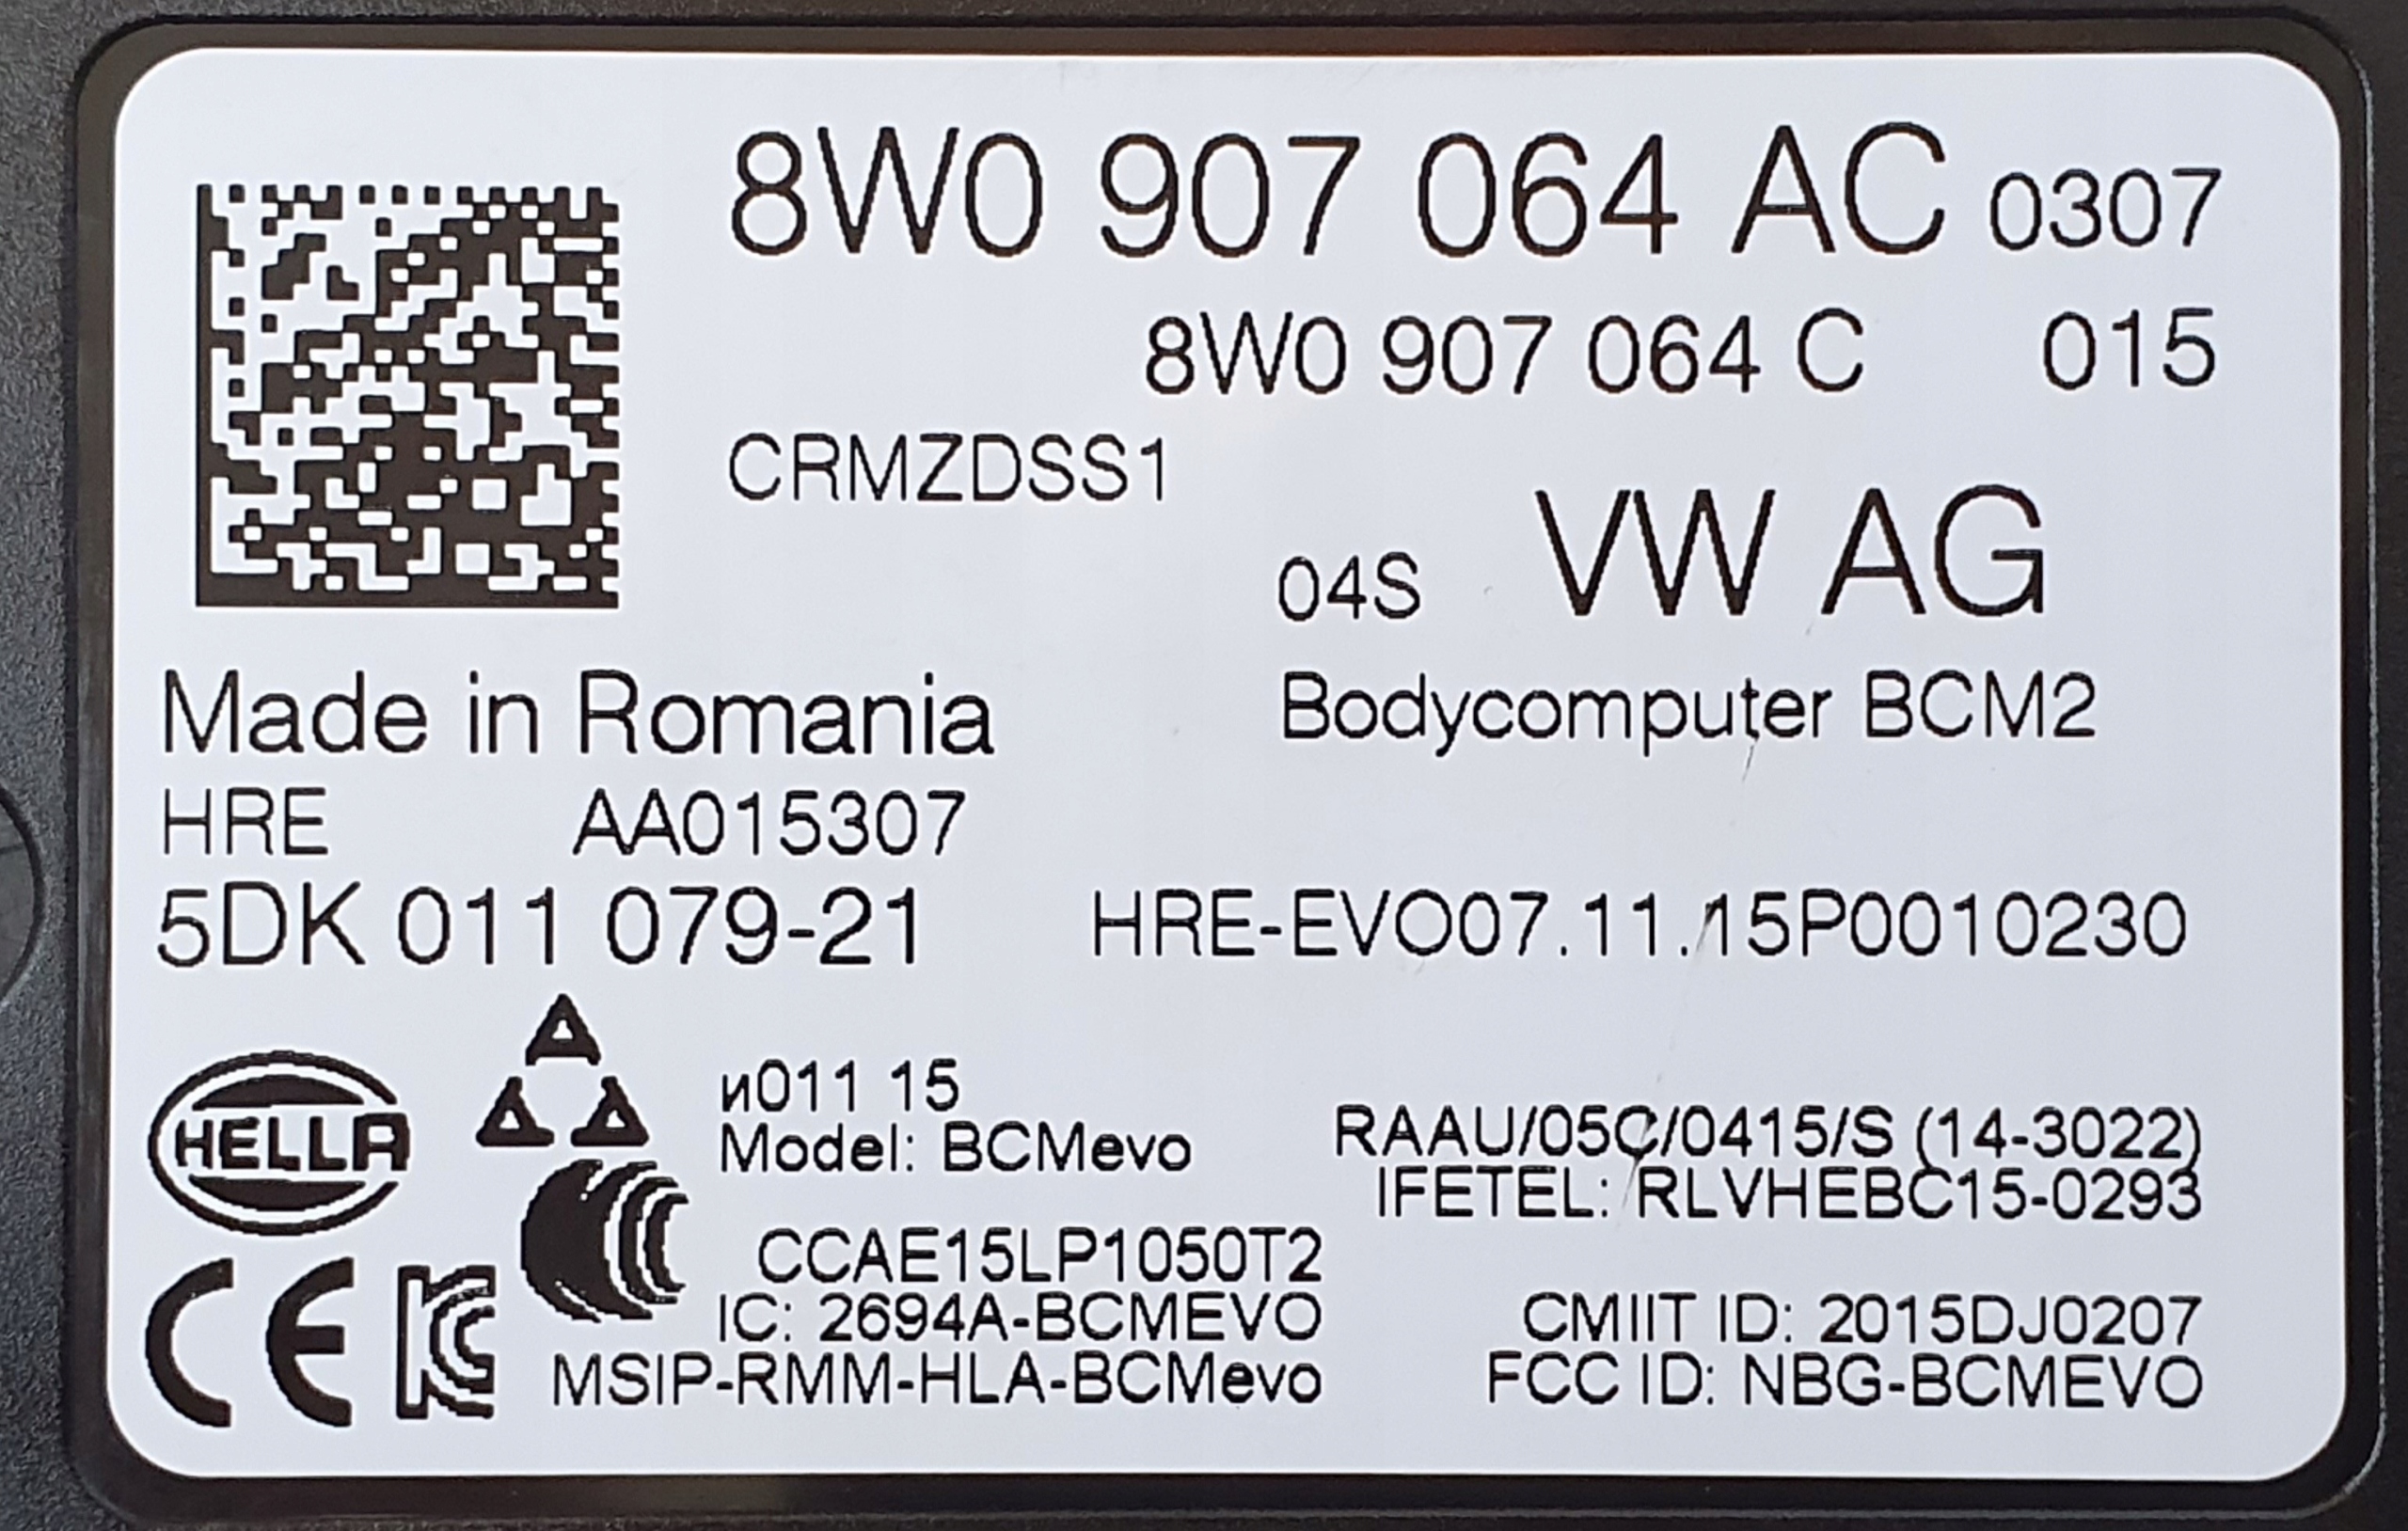 8W0 907 064 AC 0307
8W0 907 064 C 015
CRMZDSS1
04S VW AG
Made in Romania
Bodycomputer BCM2
HRE AA015307
5DK 011 079-21
HRE-EVO07.11.15P0010230
HELLA
и011 15
Model: BCMevo
RAAU/05C/0415/S (14-3022)
IFETEL: RLVHEBC15-0293
CE
CCAE15LP1050T2
IC: 2694A-BCMEVO
MSIP-RMM-HLA-BCMevo
CMIIT ID: 2015DJ0207
FCC ID: NBG-BCMEVO